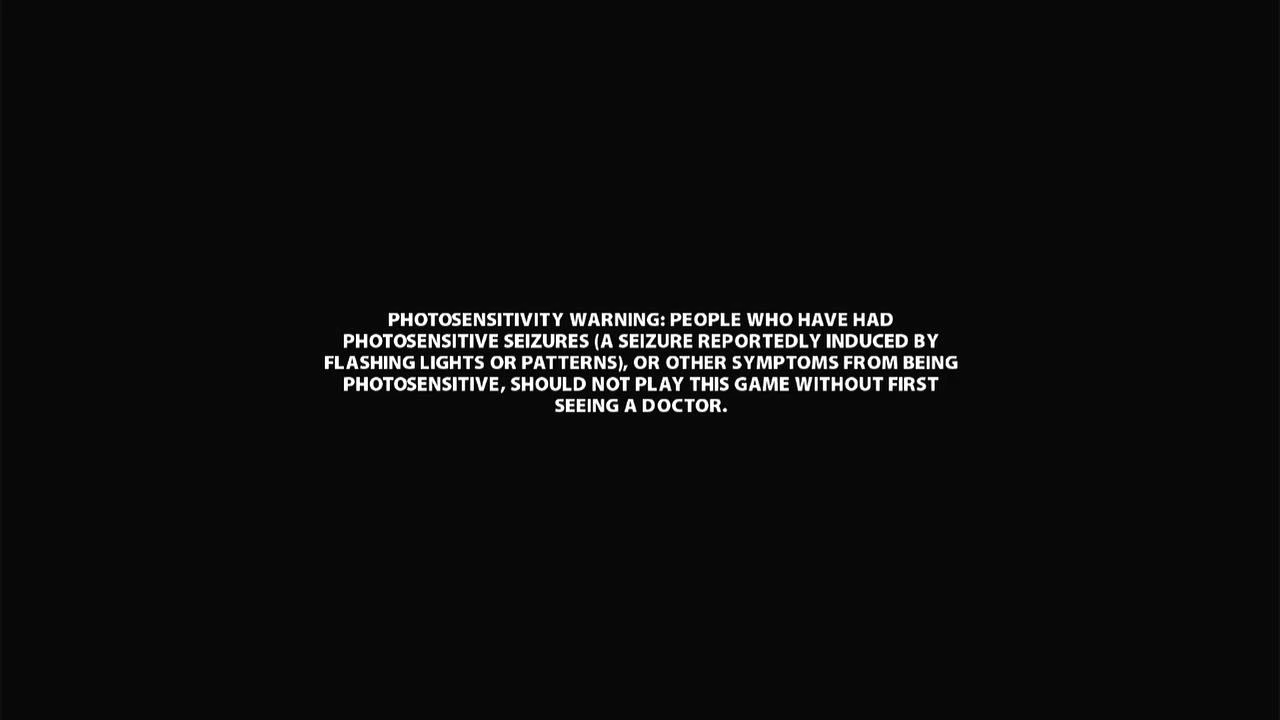 PHOTOSENSITIVITY WARNING: PEOPLE WHO HAVE HAD
PHOTOSENSITIVE SEIZURES (A SEIZURE REPORTEDLY INDUCED BY
FLASHING LIGHTS OR PATTERNS), OR OTHER SYMPTOMS FROM BEING
PHOTOSENSITIVE, SHOULD NOT PLAY THIS GAME WITHOUT FIRST
SEEING A DOCTOR.